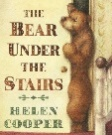 THE
BEAR
UNDER
THE
STAIRS
HELEN
COOPER